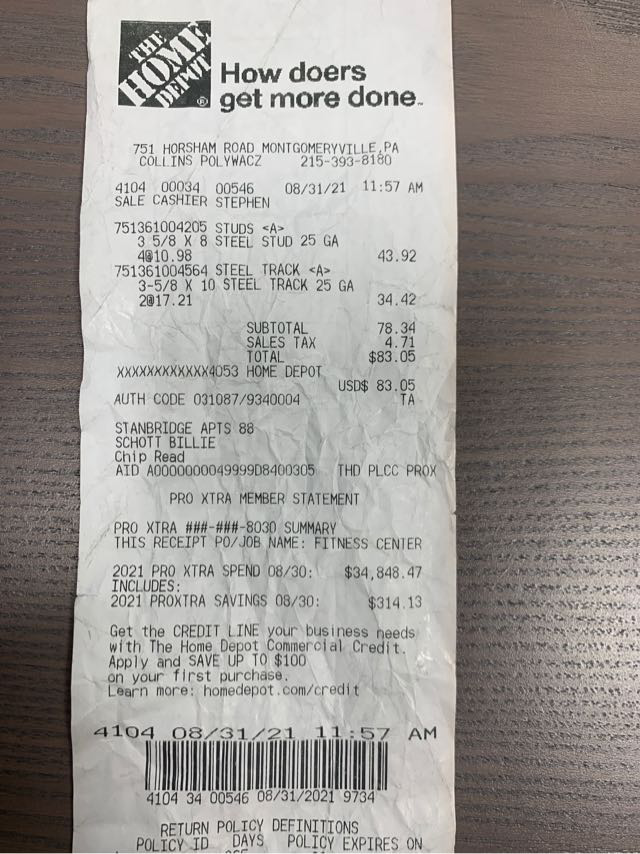 THE
HOME
DEPOT
®
How doers
get more done™
751 HORSHAM ROAD MONTGOMERYVILLE,PA
COLLINS POLYWACZ 215-393-8180
4104 00034 00546 08/31/21 11:57 AM
SALE CASHIER STEPHEN
751361004205 STUDS <A>
3 5/8 X 8 STEEL STUD 25 GA
4@10.98 43.92
751361004564 STEEL TRACK <A>
3-5/8 X 10 STEEL TRACK 25 GA
2@17.21 34.42
SUBTOTAL 78.34
SALES TAX 4.71
TOTAL $83.05
XXXXXXXXXXXX4053 HOME DEPOT
USD$ 83.05
AUTH CODE 031087/9340004 TA
STANBRIDGE APTS 88
SCHOTT BILLIE
Chip Read
AID A0000000049999D8400305 THD PLCC PROX
PRO XTRA MEMBER STATEMENT
PRO XTRA ###-###-8030 SUMMARY
THIS RECEIPT PO/JOB NAME: FITNESS CENTER
2021 PRO XTRA SPEND 08/30: $34,848.47
INCLUDES:
2021 PROXTRA SAVINGS 08/30: $314.13
Get the CREDIT LINE your business needs
with The Home Depot Commercial Credit.
Apply and SAVE UP TO $100
on your first purchase.
Learn more: homedepot.com/credit
4104 08/31/21 11:57 AM
4104 34 00546 08/31/2021 9734
RETURN POLICY DEFINITIONS
POLICY ID DAYS POLICY EXPIRES ON